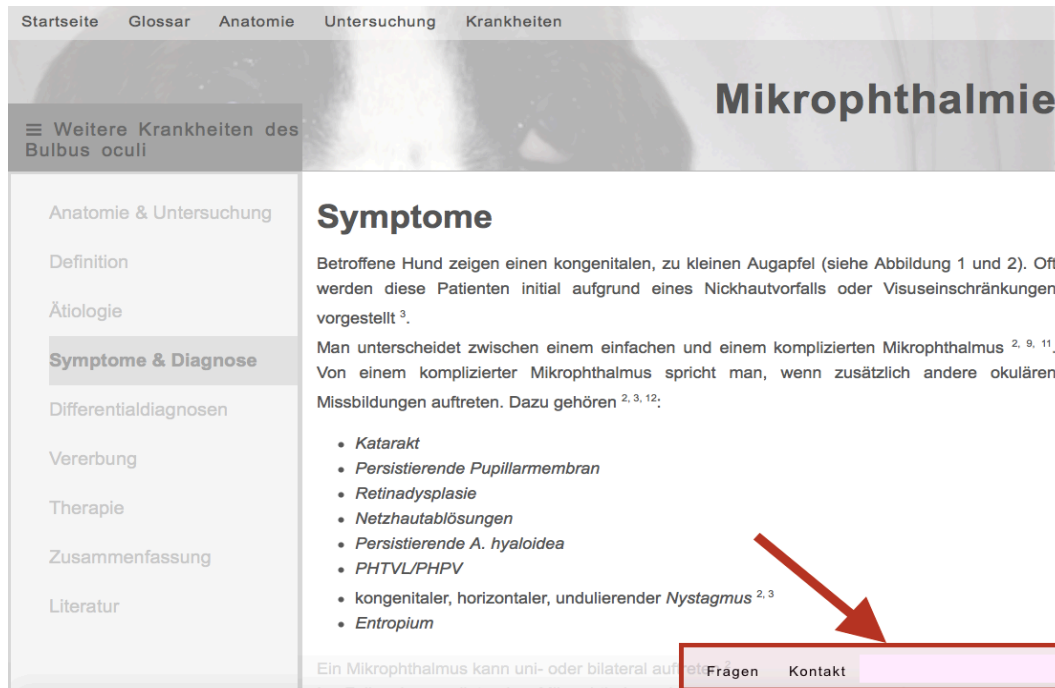 Startseite Glossar Anatomie Untersuchung Krankheiten
Mikrophthalmie
≡ Weitere Krankheiten des
Bulbus oculi
Anatomie & Untersuchung
Definition
Ätiologie
Symptome & Diagnose
Differentialdiagnosen
Vererbung
Therapie
Zusammenfassung
Literatur
Symptome
Betroffene Hund zeigen einen kongenitalen, zu kleinen Augapfel (siehe Abbildung 1 und 2). Oft
werden diese Patienten initial aufgrund eines Nickhautvorfalls oder Visuseinschränkungen
vorgestellt 3.
Man unterscheidet zwischen einem einfachen und einem komplizierten Mikrophthalmus 2, 9, 11.
Von einem komplizierter Mikrophthalmus spricht man, wenn zusätzlich andere okulären
Missbildungen auftreten. Dazu gehören 2, 3, 12:
• Katarakt
• Persistierende Pupillarmembran
• Retinadysplasie
• Netzhautablösungen
• Persistierende A. hyaloidea
• PHTVL/PHPV
• kongenitaler, horizontaler, undulierender Nystagmus 2, 3
• Entropium
Ein Mikrophthalmus kann uni- oder bilateral auftreten
Fragen Kontakt